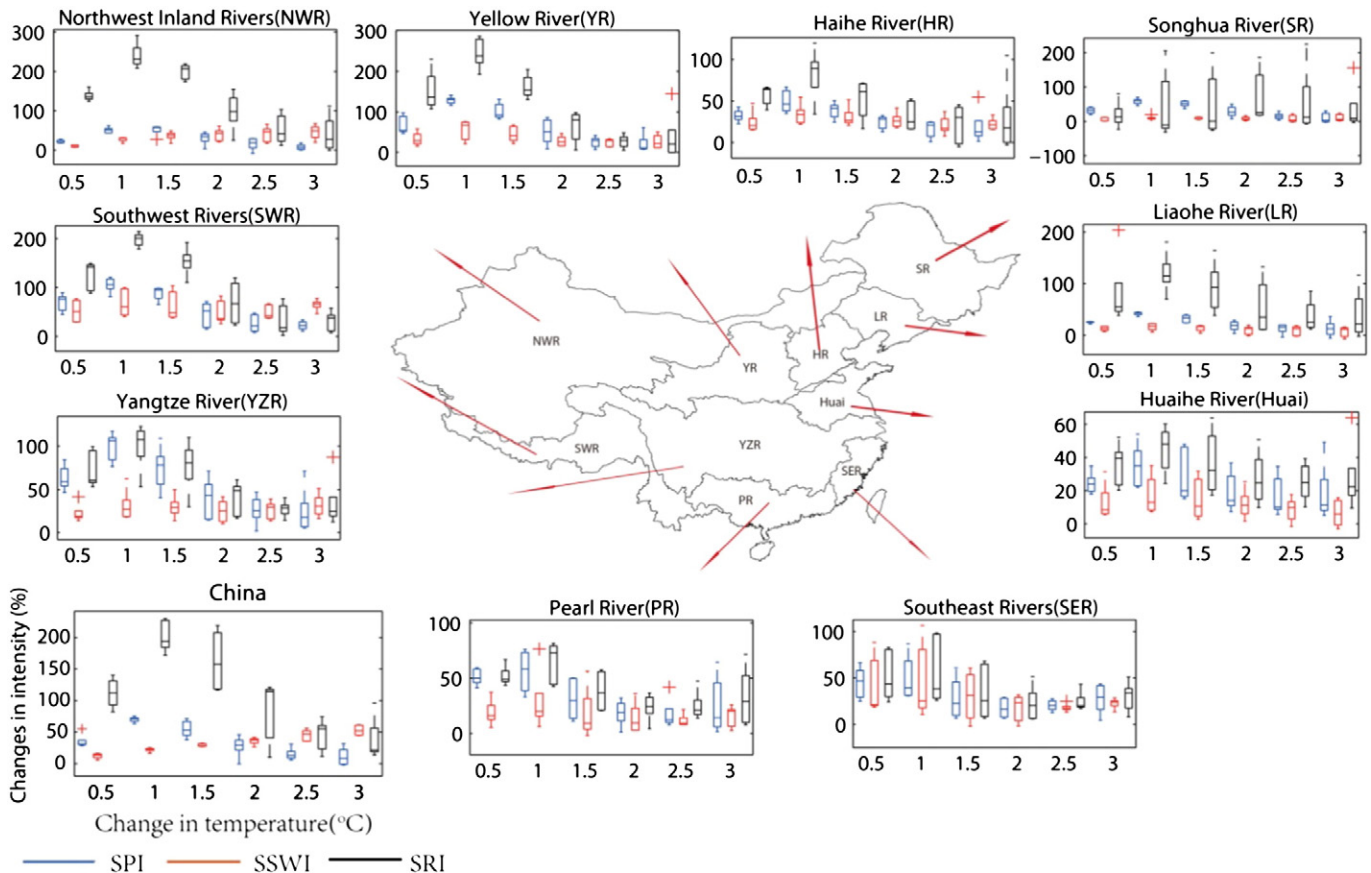 Northwest Inland Rivers(NWR)
300
200
100
0
0.5 1 1.5 2 2.5 3
Yellow River(YR)
300
200
100
0
0.5 1 1.5 2 2.5 3
Haihe River(HR)
100
50
0
0.5 1 1.5 2 2.5 3
Songhua River(SR)
200
100
0
−100
0.5 1 1.5 2 2.5 3
Southwest Rivers(SWR)
200
100
0
0.5 1 1.5 2 2.5 3
Liaohe River(LR)
200
100
0
0.5 1 1.5 2 2.5 3
Yangtze River(YZR)
100
50
0
0.5 1 1.5 2 2.5 3
SR
LR
NWR
HR
YR
Huai
SWR
YZR
SER
PR
Huaihe River(Huai)
60
40
20
0
0.5 1 1.5 2 2.5 3
China
Changes in intensity (%)
200
150
100
50
0
0.5 1 1.5 2 2.5 3
Change in temperature(°C)
Pearl River(PR)
100
50
0
0.5 1 1.5 2 2.5 3
Southeast Rivers(SER)
100
50
0
0.5 1 1.5 2 2.5 3
SPI SSWI SRI